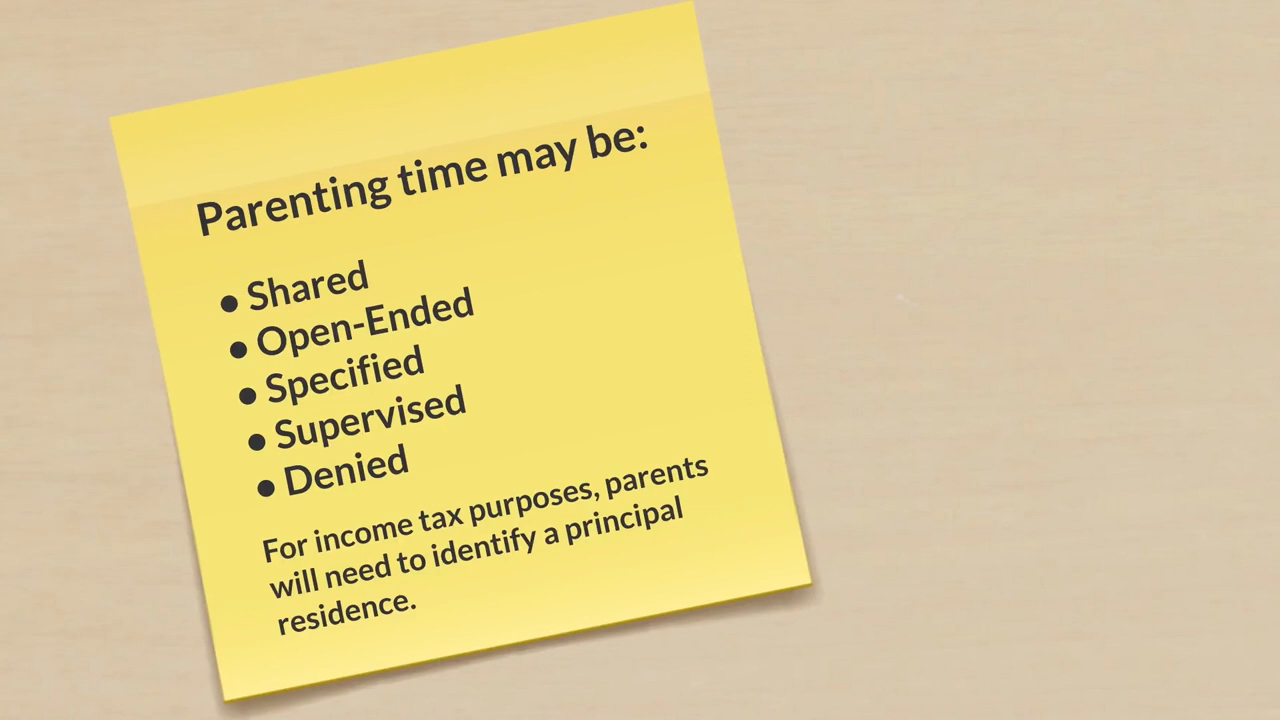 Parenting time may be:
● Shared
● Open-Ended
● Specified
● Supervised
● Denied
For income tax purposes, parents
will need to identify a principal
residence.